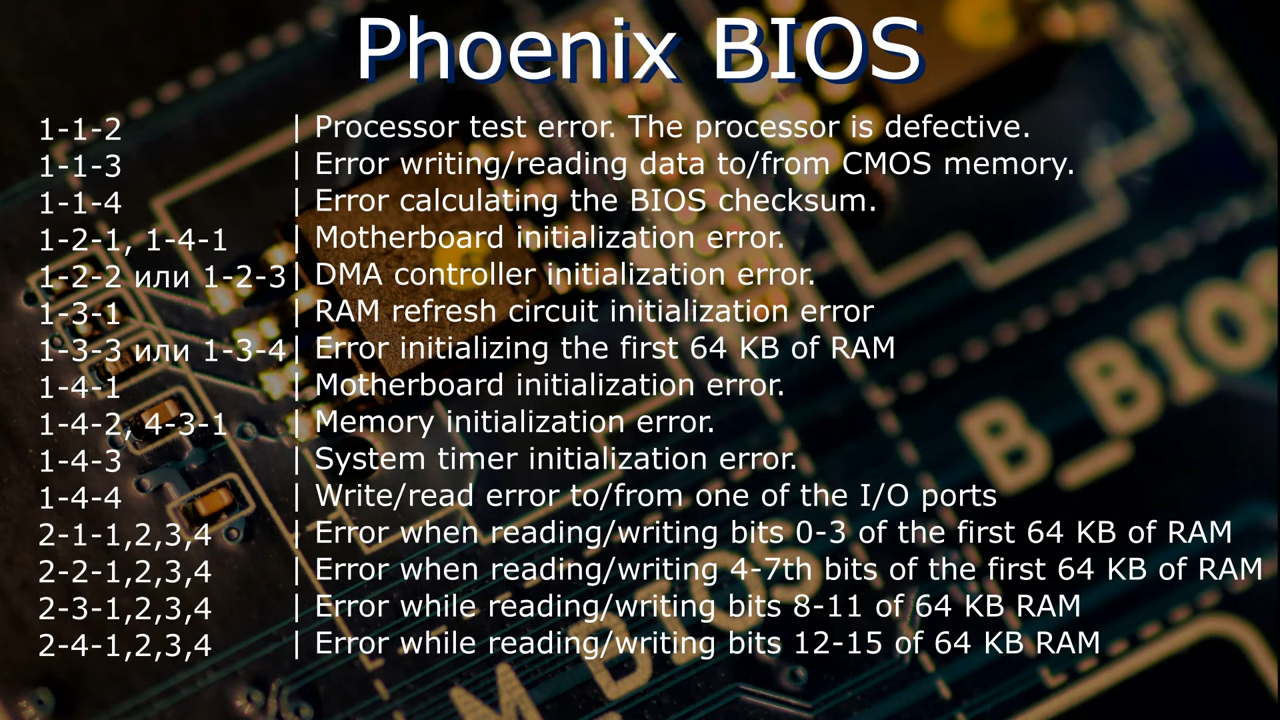 Phoenix BIOS
1-1-2 | Processor test error. The processor is defective.
1-1-3 | Error writing/reading data to/from CMOS memory.
1-1-4 | Error calculating the BIOS checksum.
1-2-1, 1-4-1 | Motherboard initialization error.
1-2-2 или 1-2-3 | DMA controller initialization error.
1-3-1 | RAM refresh circuit initialization error
1-3-3 или 1-3-4 | Error initializing the first 64 KB of RAM
1-4-1 | Motherboard initialization error.
1-4-2, 4-3-1 | Memory initialization error.
1-4-3 | System timer initialization error.
1-4-4 | Write/read error to/from one of the I/O ports
2-1-1,2,3,4 | Error when reading/writing bits 0-3 of the first 64 KB of RAM
2-2-1,2,3,4 | Error when reading/writing 4-7th bits of the first 64 KB of RAM
2-3-1,2,3,4 | Error while reading/writing bits 8-11 of 64 KB RAM
2-4-1,2,3,4 | Error while reading/writing bits 12-15 of 64 KB RAM
B_BIOS
M_BIOS